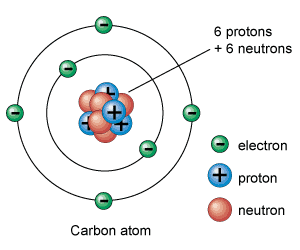 6 protons
+ 6 neutrons
electron
proton
neutron
Carbon atom